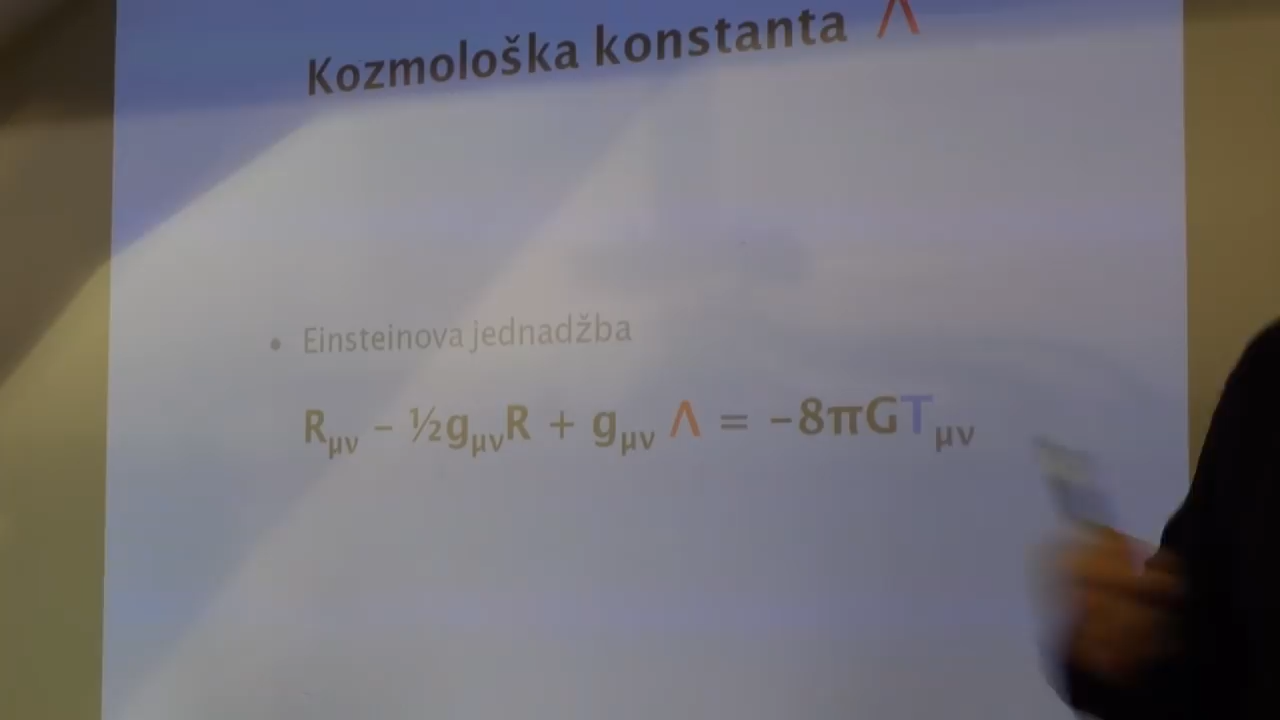 Kozmološka konstanta Λ
• Einsteinova jednadžba
Rμν – ½gμνR + gμν Λ = –8πGTμν